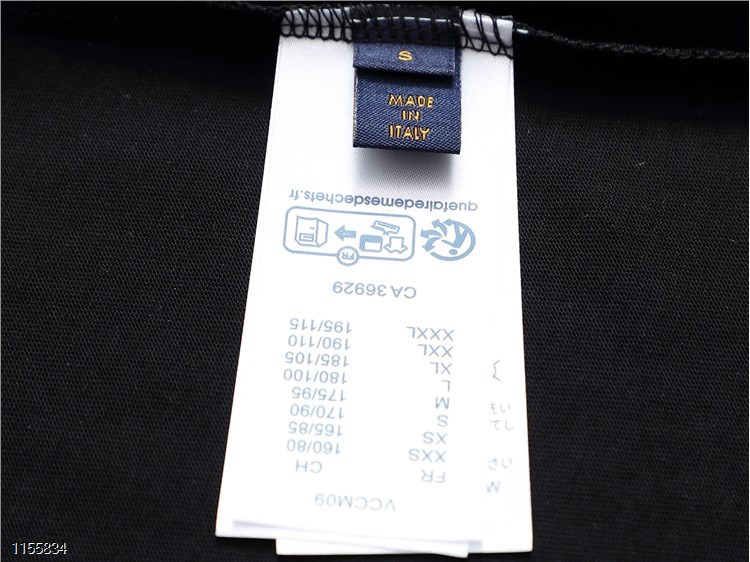 S
MADE
IN
ITALY
VCCM09
FR CH
XXS 160/80
XS 165/85
S 170/90
M 175/95
L 180/100
XL 185/105
XXL 190/110
XXXL 195/115
CA 36929
FR
quefairedemesdechets.fr
1155834